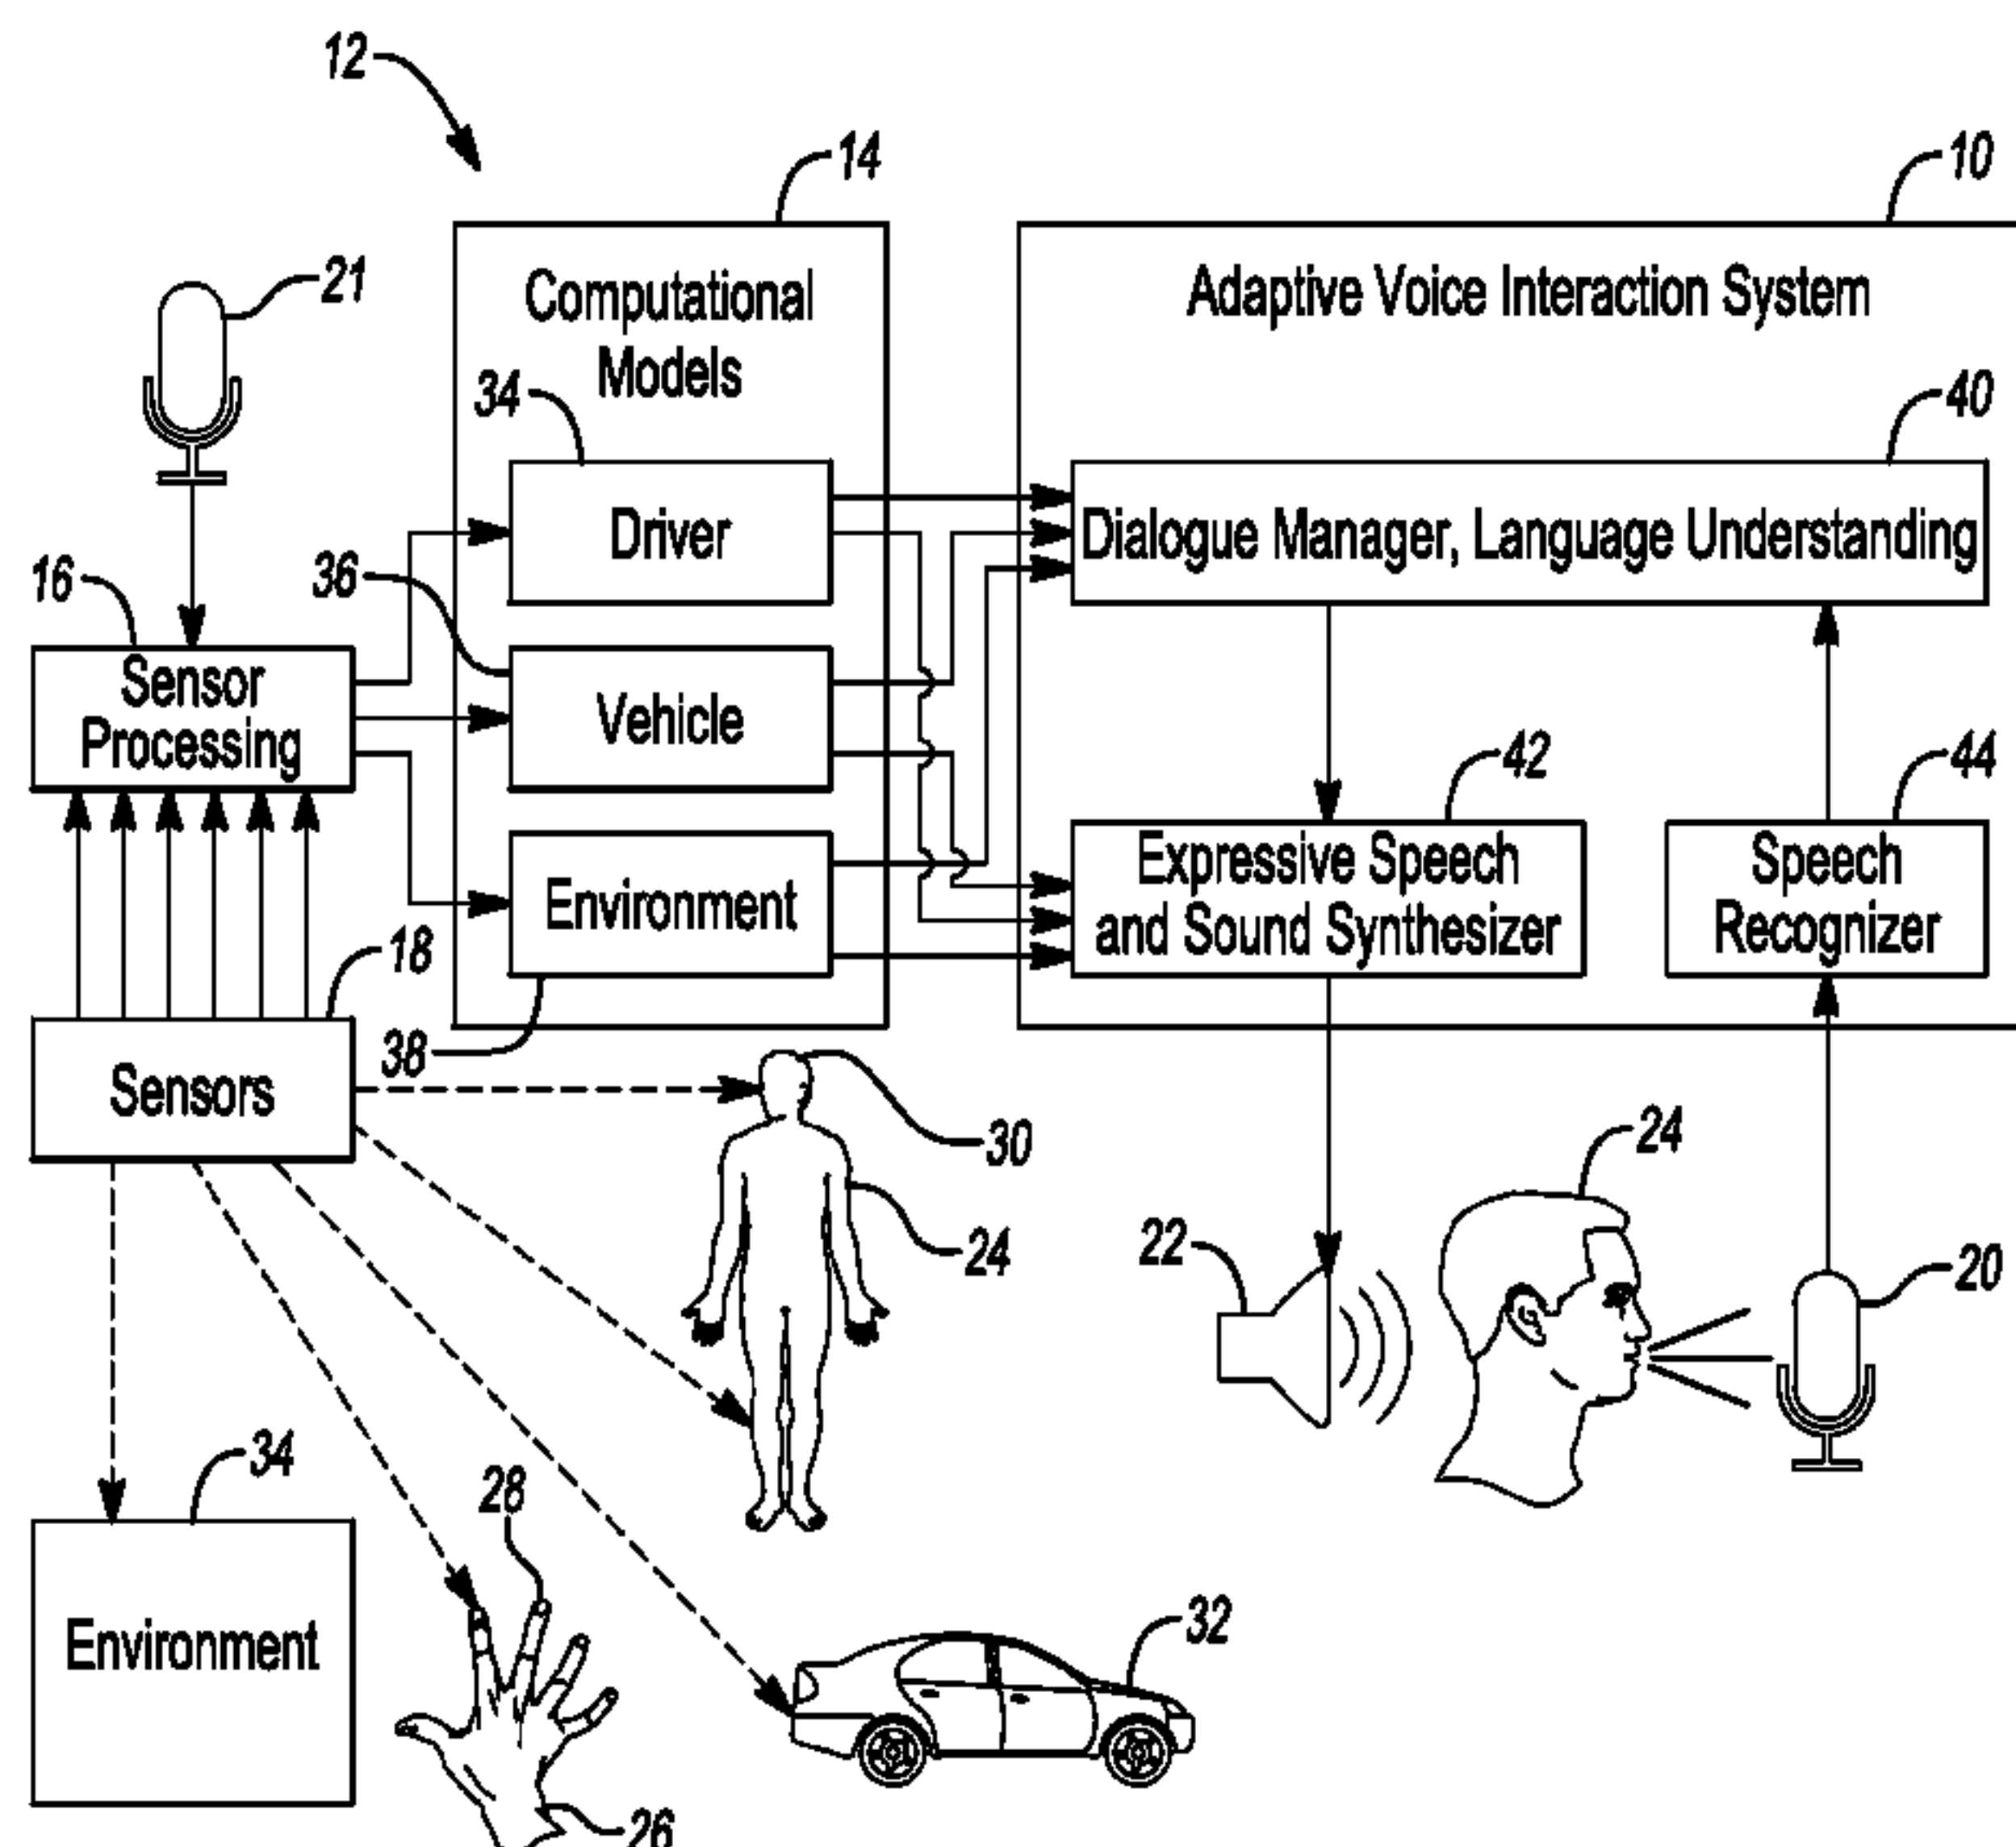 12
14
10
21
Computational
Models
Adaptive Voice Interaction System
34
40
Driver
Dialogue Manager, Language Understanding
16
36
Sensor
Processing
Vehicle
42
44
Expressive Speech
and Sound Synthesizer
Speech
Recognizer
Environment
18
38
Sensors
30
24
24
22
20
34
28
Environment
32
26